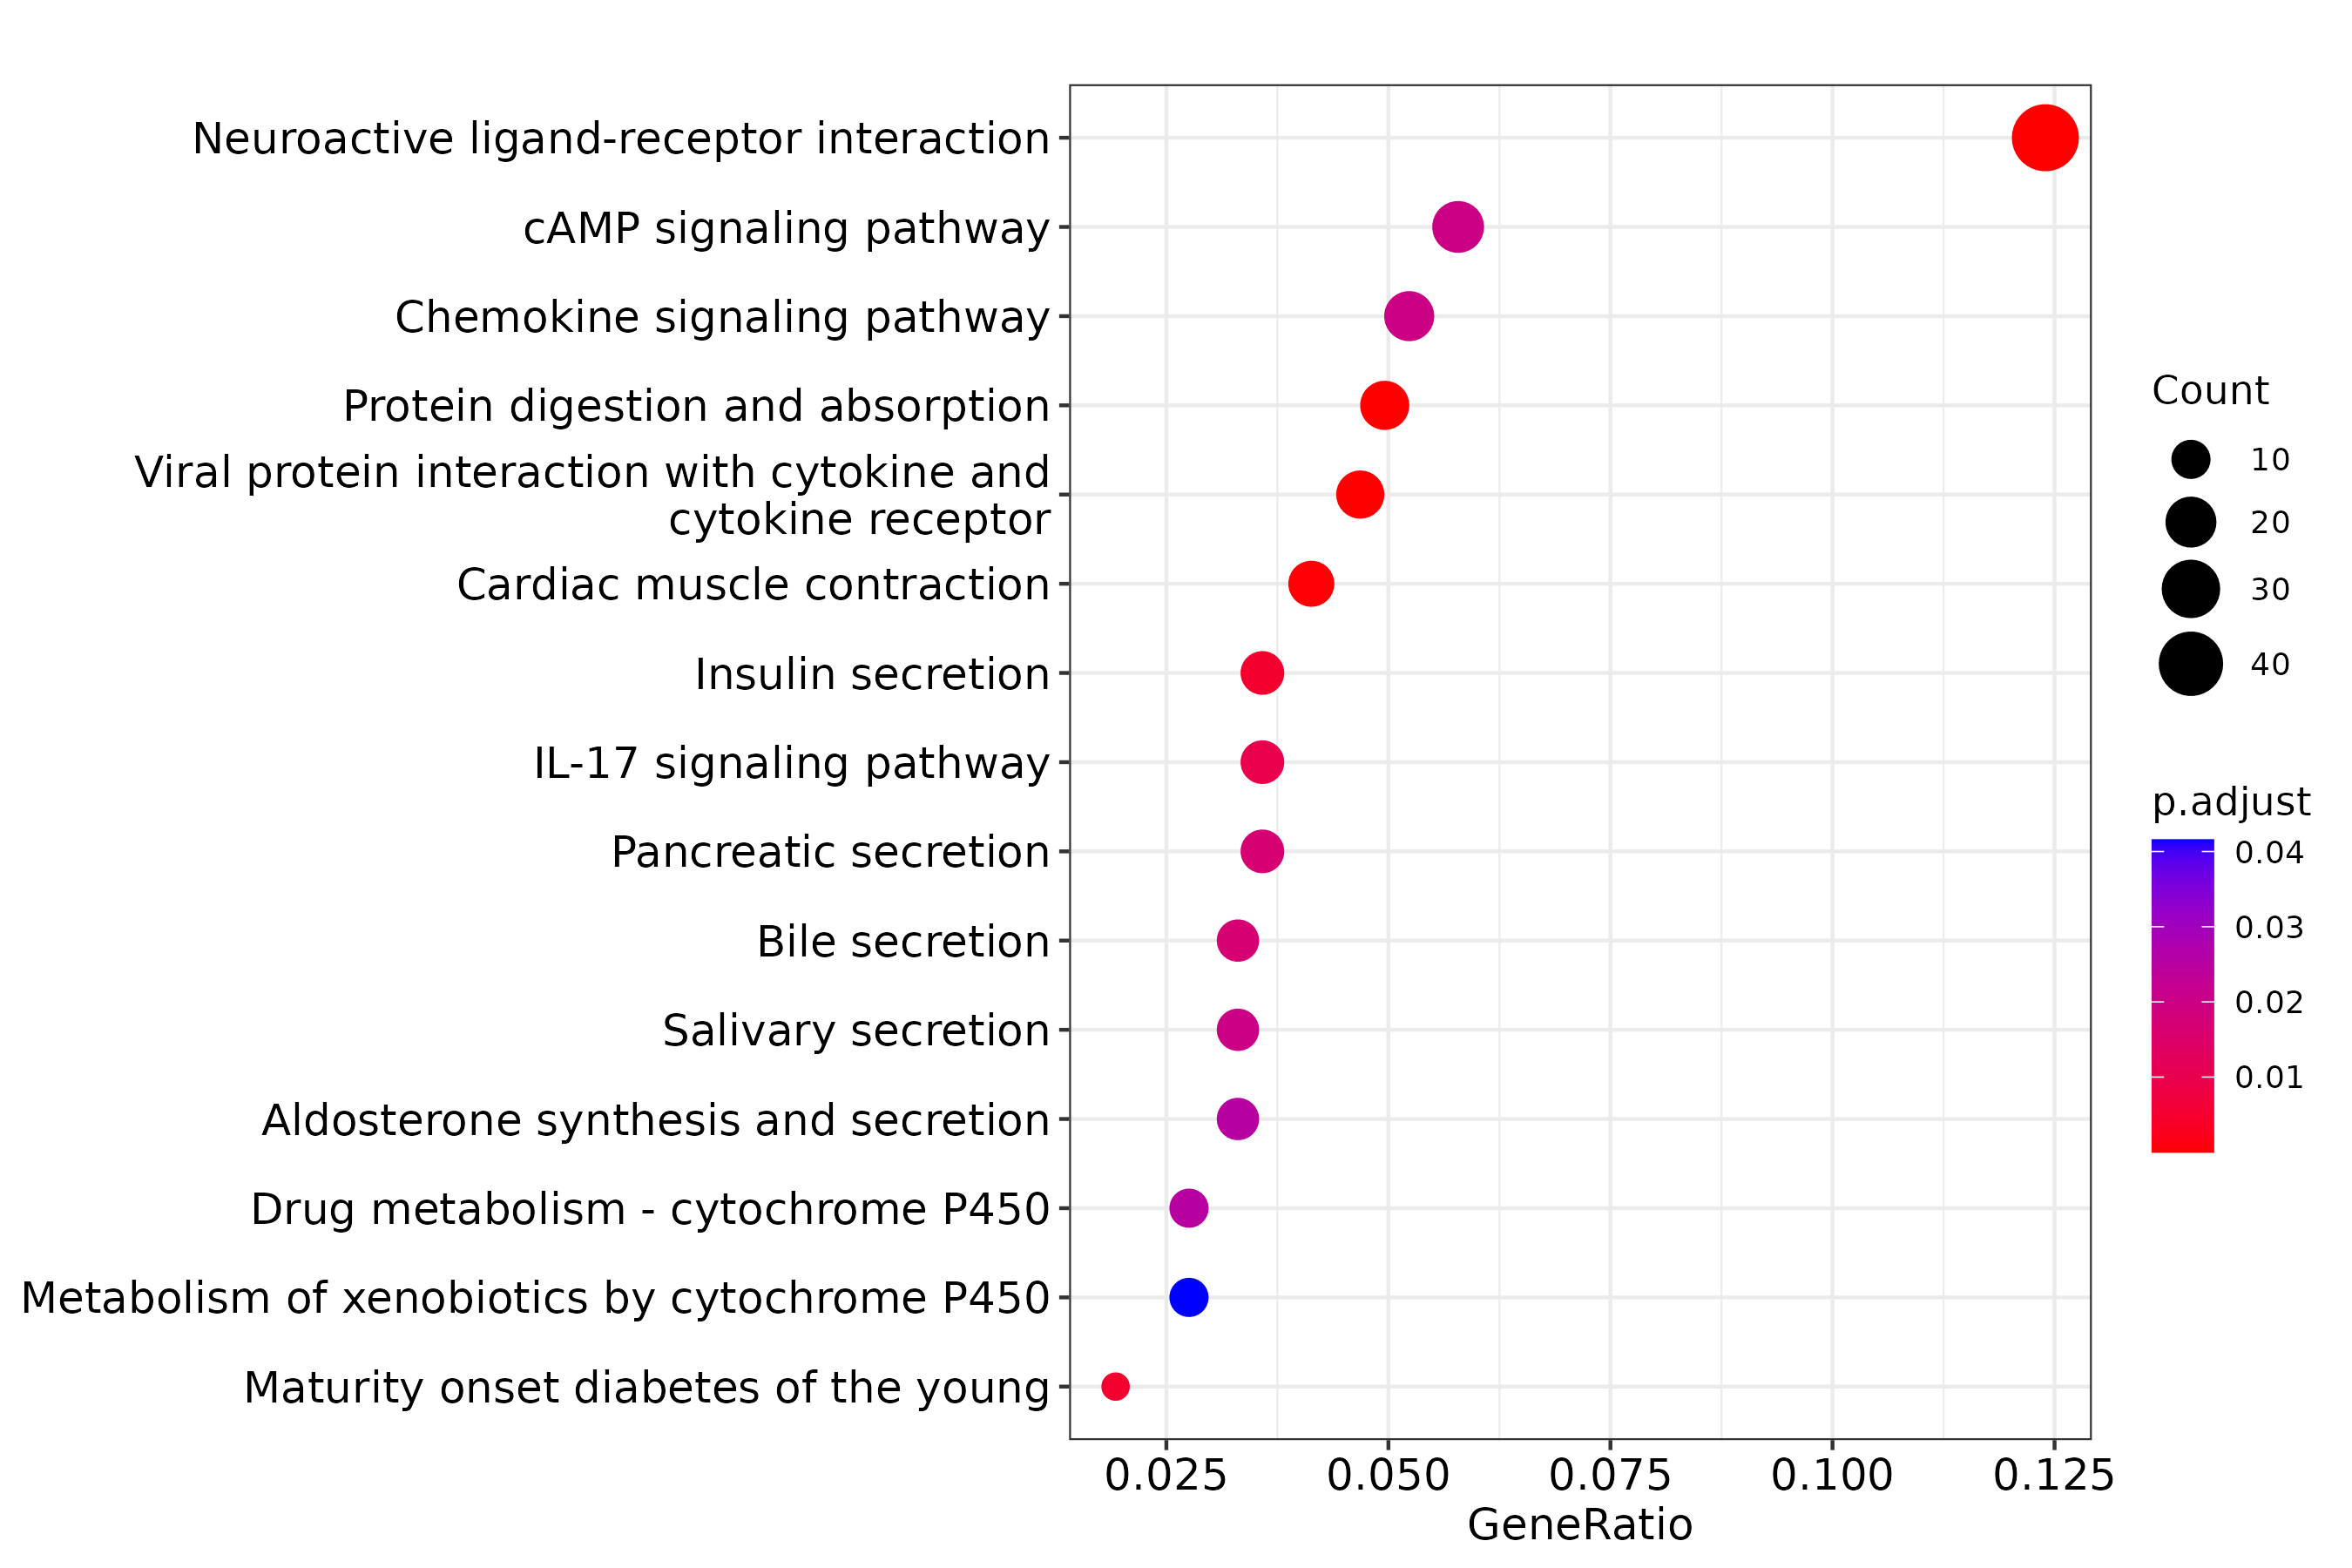 Neuroactive ligand-receptor interaction
cAMP signaling pathway
Chemokine signaling pathway
Protein digestion and absorption
Viral protein interaction with cytokine and
cytokine receptor
Cardiac muscle contraction
Insulin secretion
IL-17 signaling pathway
Pancreatic secretion
Bile secretion
Salivary secretion
Aldosterone synthesis and secretion
Drug metabolism - cytochrome P450
Metabolism of xenobiotics by cytochrome P450
Maturity onset diabetes of the young
0.025 0.050 0.075 0.100 0.125
GeneRatio
Count
10
20
30
40
p.adjust
0.04
0.03
0.02
0.01